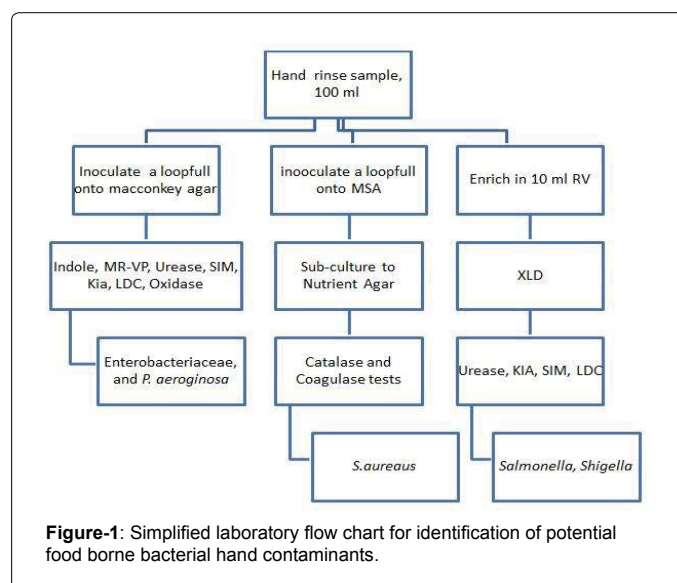 Hand rinse sample,
100 ml
Inoculate a loopfull
onto macconkey agar
inooculate a loopfull
onto MSA
Enrich in 10 ml RV
Indole, MR-VP, Urease, SIM,
Kia, LDC, Oxidase
Sub-culture to
Nutrient Agar
XLD
Enterobacteriaceae,
and P. aeroginosa
Catalase and
Coagulase tests
Urease, KIA, SIM, LDC
S.aureaus
Salmonella, Shigella
Figure-1: Simplified laboratory flow chart for identification of potential
food borne bacterial hand contaminants.